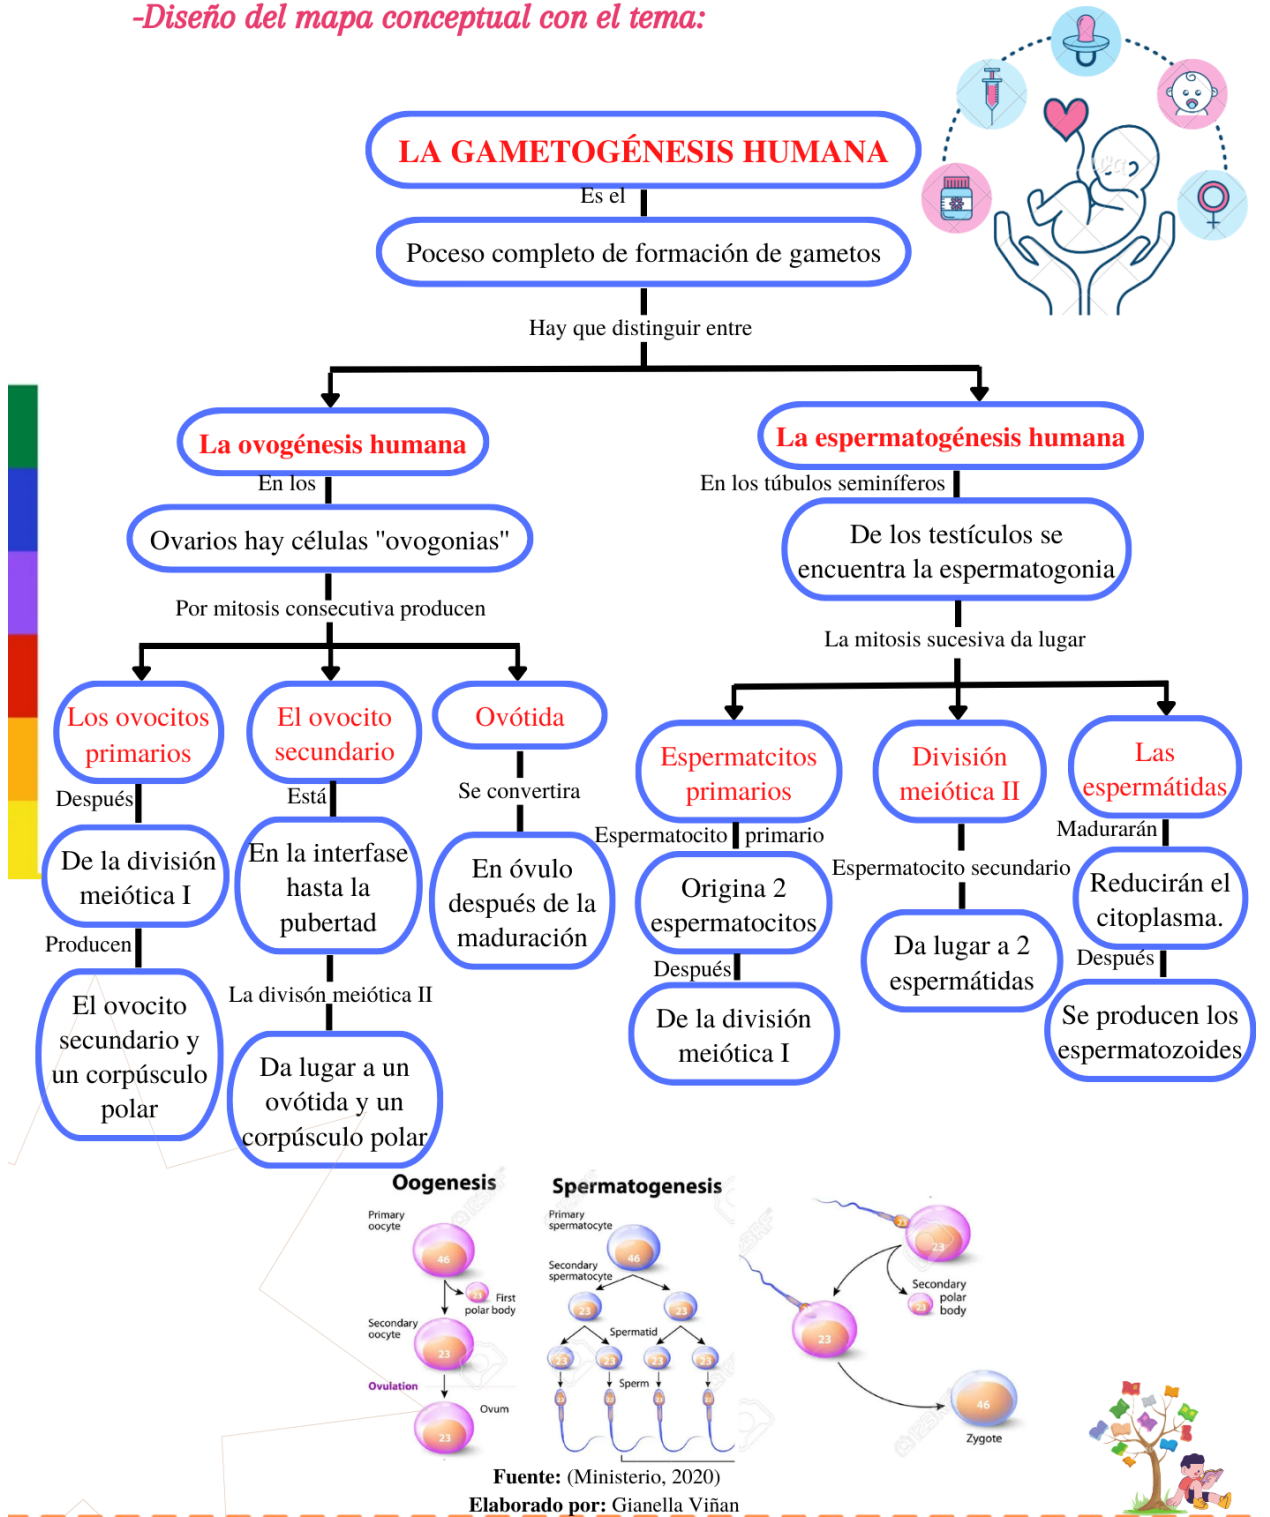 -Diseño del mapa conceptual con el tema:
LA GAMETOGÉNESIS HUMANA
Es el
Poceso completo de formación de gametos
Hay que distinguir entre
La ovogénesis humana
En los
Ovarios hay células "ovogonias"
Por mitosis consecutiva producen
Los ovocitos
primarios
Después
De la división
meiótica I
Producen
El ovocito
secundario y
un corpúsculo
polar
El ovocito
secundario
Está
En la interfase
hasta la
pubertad
La divisón meiótica II
Da lugar a un
ovótida y un
corpúsculo polar
Ovótida
Se convertira
En óvulo
después de la
maduración
La espermatogénesis humana
En los túbulos seminíferos
De los testículos se
encuentra la espermatogonia
La mitosis sucesiva da lugar
Espermatcitos
primarios
Espermatocito primario
Origina 2
espermatocitos
Después
De la división
meiótica I
División
meiótica II
Espermatocito secundario
Da lugar a 2
espermátidas
Las
espermátidas
Madurarán
Reducirán el
citoplasma.
Después
Se producen los
espermatozoides
Oogenesis
Primary
oocyte
46
23
First
polar body
Secondary
oocyte
23
Ovulation
Ovum
23
Spermatogenesis
Primary
spermatocyte
46
Secondary
spermatocyte
23 23
Spermatid
23 23 23 23
Sperm
23
23
Secondary
polar
body
23
23
46
Zygote
Fuente: (Ministerio, 2020)
Elaborado por: Gianella Viñan